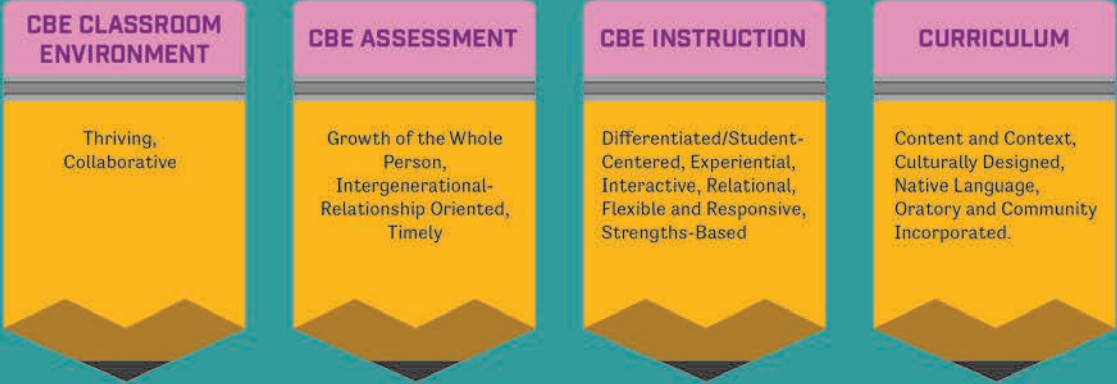 CBE CLASSROOM
ENVIRONMENT
Thriving,
Collaborative
CBE ASSESSMENT
Growth of the Whole
Person,
Intergenerational-
Relationship Oriented,
Timely
CBE INSTRUCTION
Differentiated/Student-
Centered, Experiential,
Interactive, Relational,
Flexible and Responsive,
Strengths-Based
CURRICULUM
Content and Context,
Culturally Designed,
Native Language,
Oratory and Community
Incorporated.